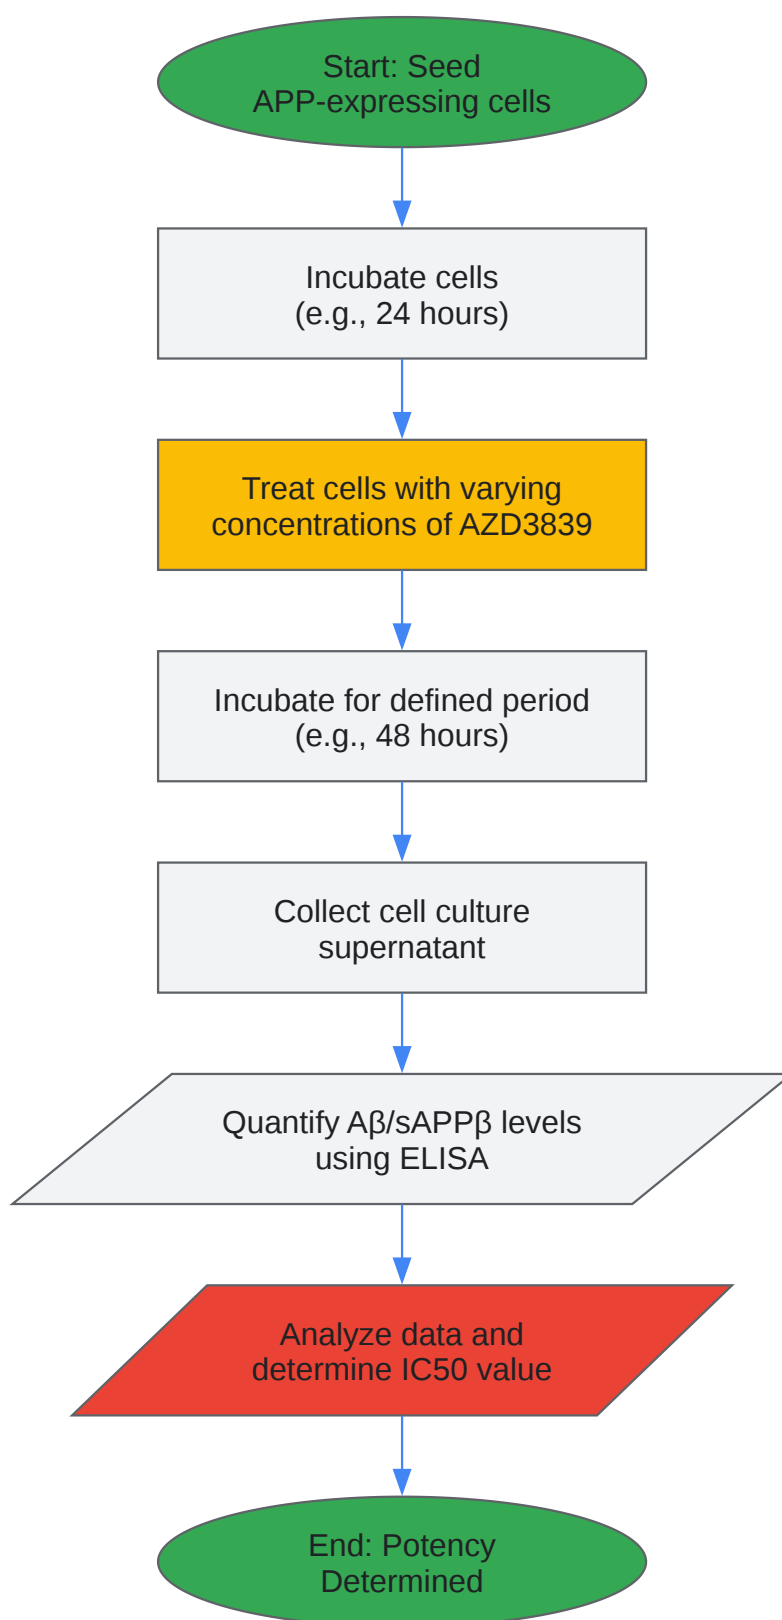 Start: Seed
APP-expressing cells
Incubate cells
(e.g., 24 hours)
Treat cells with varying
concentrations of AZD3839
Incubate for defined period
(e.g., 48 hours)
Collect cell culture
supernatant
Quantify Aβ/sAPPβ levels
using ELISA
Analyze data and
determine IC50 value
End: Potency
Determined